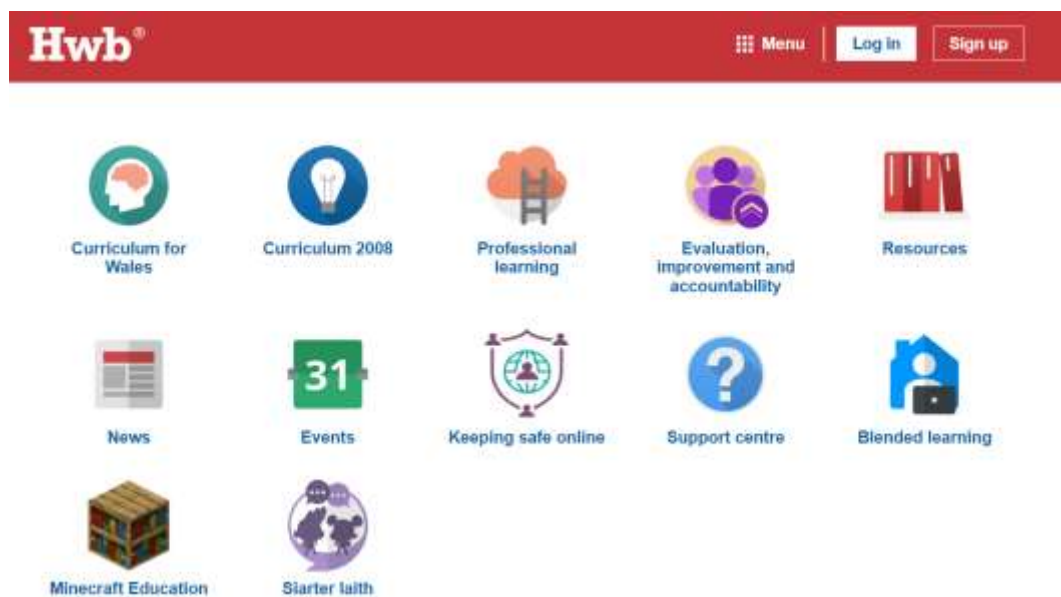 Hwb®
Menu
Log in
Sign up
Curriculum for
Wales
Curriculum 2008
Professional
learning
Evaluation,
improvement and
accountability
Resources
News
31
Events
Keeping safe online
?
Support centre
Blended learning
Minecraft Education
Siarter Iaith